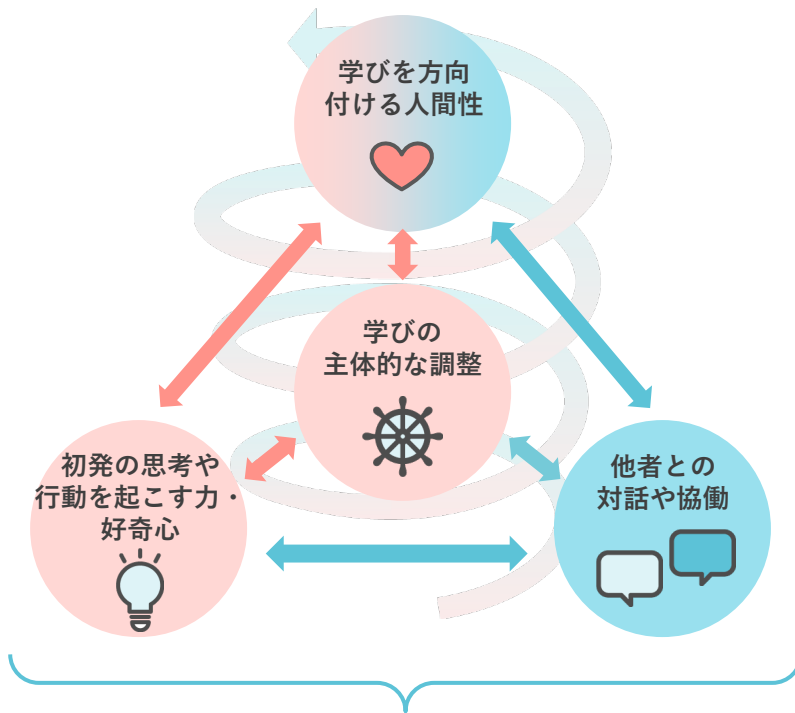 学びを方向
付ける人間性
学びの
主体的な調整
初発の思考や
行動を起こす力・
好奇心
他者との
対話や協働